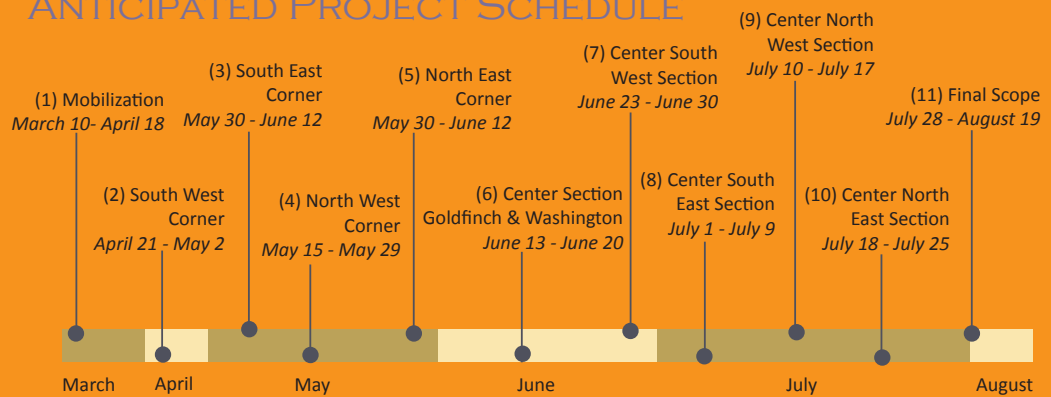 ANTICIPATED PROJECT SCHEDULE
(1) Mobilization
March 10- April 18
(2) South West
Corner
April 21 - May 2
(3) South East
Corner
May 30 - June 12
(4) North West
Corner
May 15 - May 29
(5) North East
Corner
May 30 - June 12
(6) Center Section
Goldfinch & Washington
June 13 - June 20
(7) Center South
West Section
June 23 - June 30
(8) Center South
East Section
July 1 - July 9
(9) Center North
West Section
July 10 - July 17
(10) Center North
East Section
July 18 - July 25
(11) Final Scope
July 28 - August 19
March
April
May
June
July
August